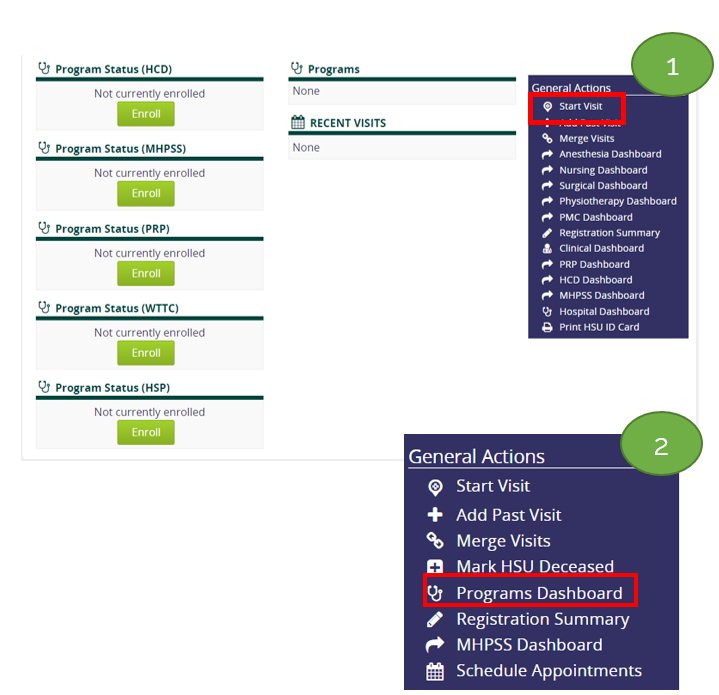 Program Status (HCD)
Not currently enrolled
Enroll
Program Status (MHPSS)
Not currently enrolled
Enroll
Program Status (PRP)
Not currently enrolled
Enroll
Program Status (WTTC)
Not currently enrolled
Enroll
Program Status (HSP)
Not currently enrolled
Enroll
Programs
None
RECENT VISITS
None
1
General Actions
Start Visit
Add Past Visit
Merge Visits
Anesthesia Dashboard
Nursing Dashboard
Surgical Dashboard
Physiotherapy Dashboard
PMC Dashboard
Registration Summary
Clinical Dashboard
PRP Dashboard
HCD Dashboard
MHPSS Dashboard
Hospital Dashboard
Print HSU ID Card
2
General Actions
Start Visit
Add Past Visit
Merge Visits
Mark HSU Deceased
Programs Dashboard
Registration Summary
MHPSS Dashboard
Schedule Appointments